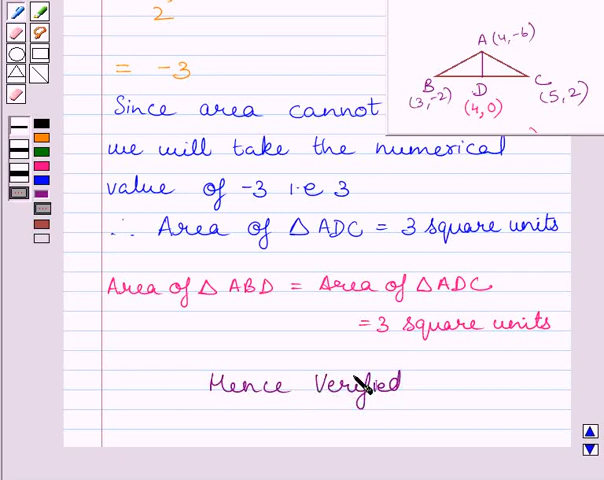 2
= -3
A (4,-6)
B
(3,-2)
D
(4,0)
C
(5,2)
Since area cannot
we will take the numerical
value of -3 i.e 3
∴ Area of △ ADC = 3 square units
Area of △ ABD = Area of △ ADC
= 3 square units
Hence Verified